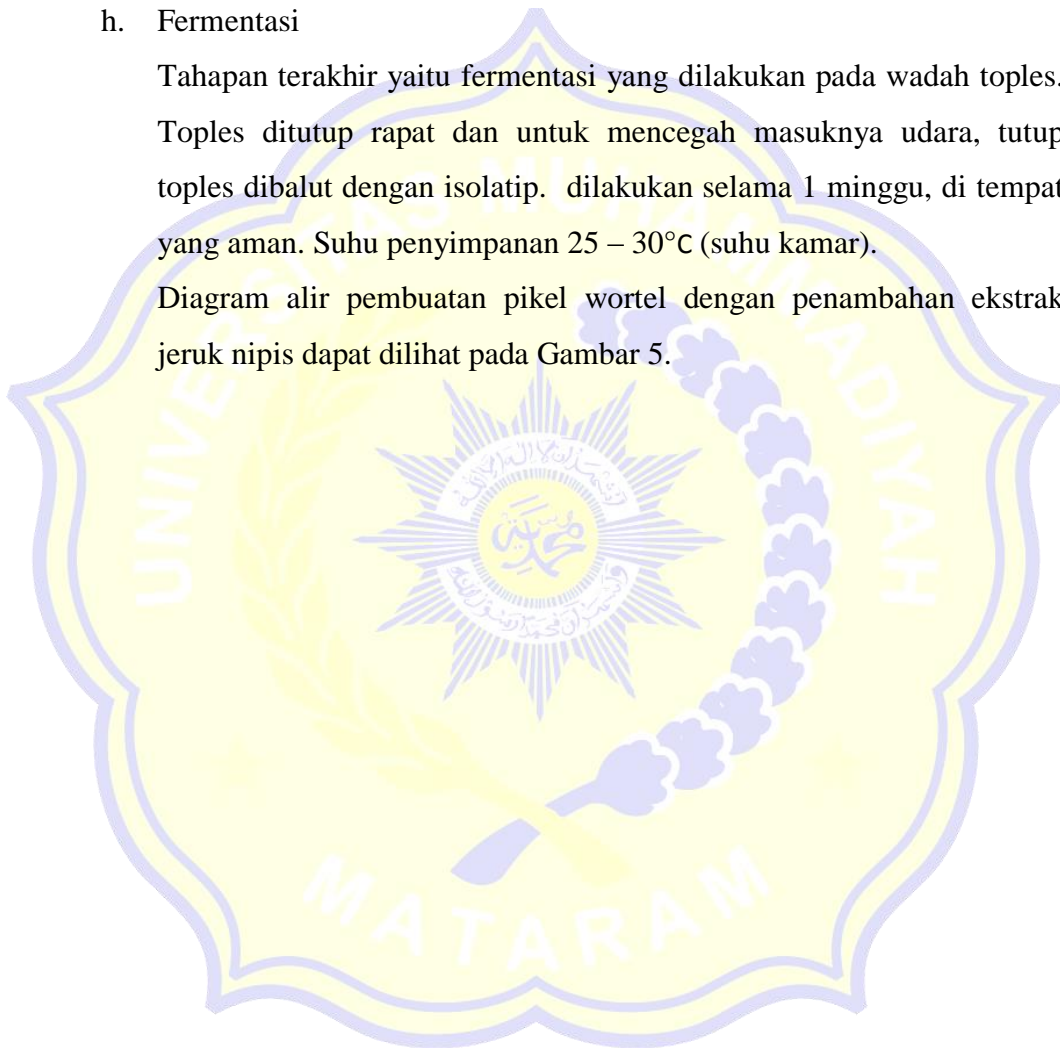 h. Fermentasi
Tahapan terakhir yaitu fermentasi yang dilakukan pada wadah toples.
Toples ditutup rapat dan untuk mencegah masuknya udara, tutup
toples dibalut dengan isolatip. dilakukan selama 1 minggu, di tempat
yang aman. Suhu penyimpanan 25 – 30°C (suhu kamar).
Diagram alir pembuatan pikel wortel dengan penambahan ekstrak
jeruk nipis dapat dilihat pada Gambar 5.
UNIVERSITAS MUHAMMADIYAH
MATARAM